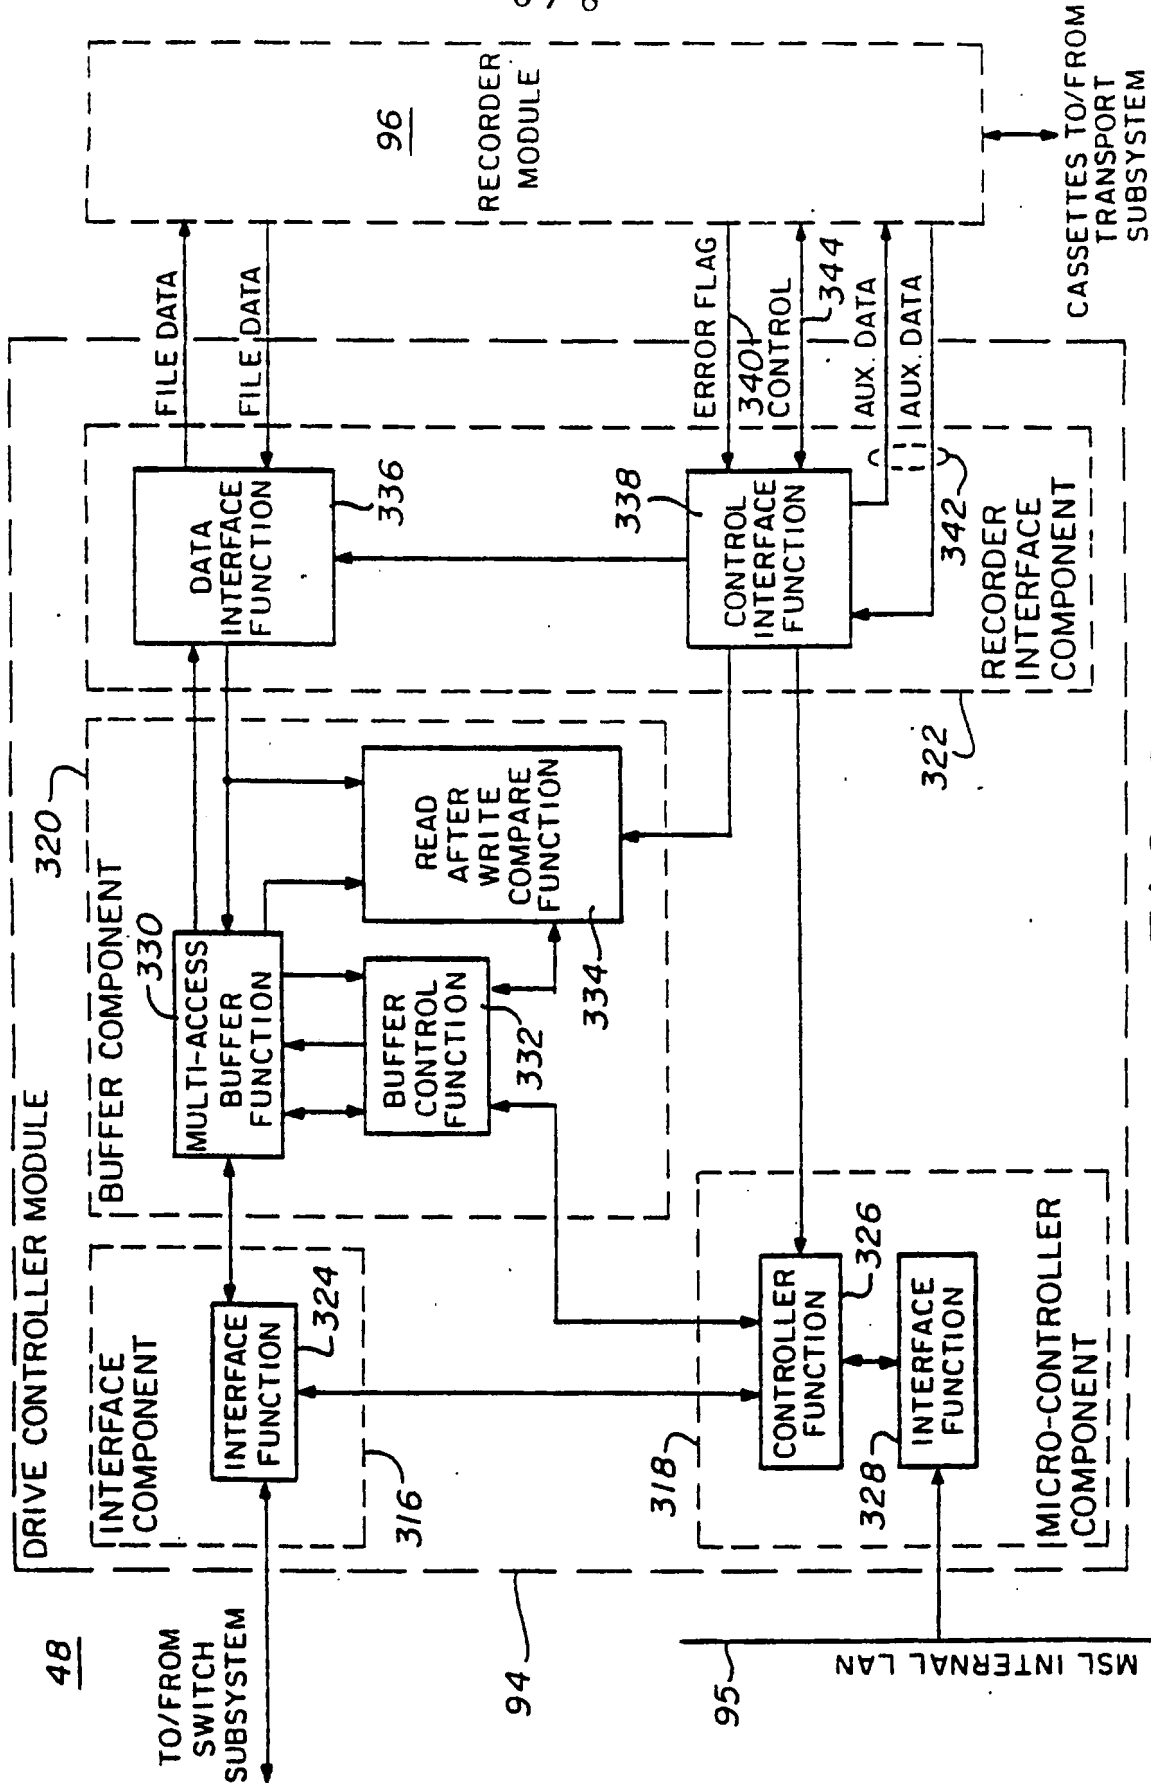 48
TO/FROM
SWITCH
SUBSYSTEM
94
95
MSL INTERNAL LAN
DRIVE CONTROLLER MODULE
INTERFACE
COMPONENT
INTERFACE
FUNCTION
324
316
318
CONTROLLER
FUNCTION
326
328
INTERFACE
FUNCTION
MICRO-CONTROLLER
COMPONENT
320
BUFFER COMPONENT
330
MULTI-ACCESS
BUFFER
FUNCTION
BUFFER
CONTROL
FUNCTION
332
READ
AFTER
WRITE
COMPARE
FUNCTION
334
DATA
INTERFACE
FUNCTION
336
338
CONTROL
INTERFACE
FUNCTION
342
RECORDER
INTERFACE
COMPONENT
322
FILE DATA
FILE DATA
ERROR FLAG
340
CONTROL
344
AUX. DATA
AUX. DATA
96
RECORDER
MODULE
CASSETTES TO/FROM
TRANSPORT
SUBSYSTEM